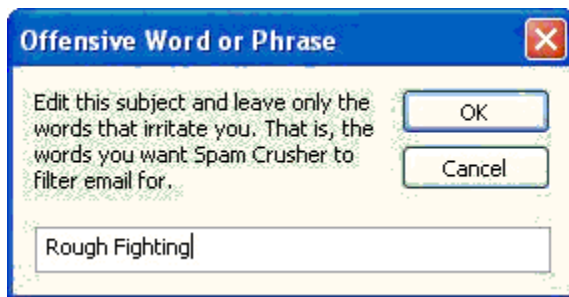 Offensive Word or Phrase
Edit this subject and leave only the
words that irritate you. That is, the
words you want Spam Crusher to
filter email for.
OK
Cancel
Rough Fighting